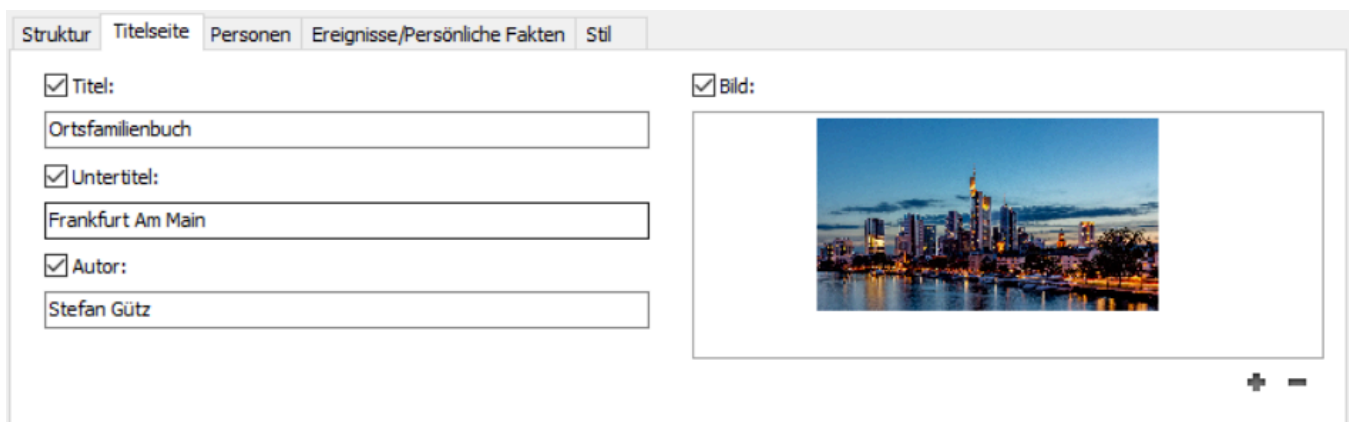 Struktur Titelseite Personen Ereignisse/Persönliche Fakten Stil
Titel:
Ortsfamilienbuch
Untertitel:
Frankfurt Am Main
Autor:
Stefan Gütz
Bild: